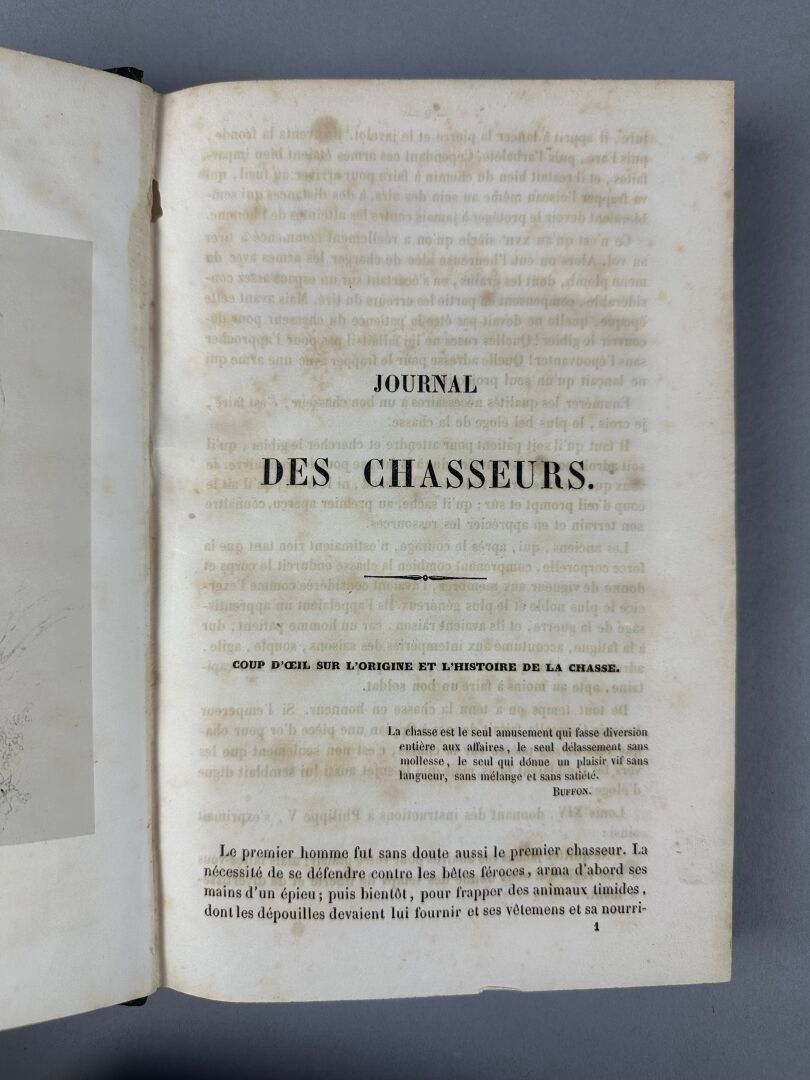 JOURNAL
DES CHASSEURS.
COUP D'ŒIL SUR L'ORIGINE ET L'HISTOIRE DE LA CHASSE.
La chasse est le seul amusement qui fasse diversion
entière aux affaires, le seul délassement sans
mollesse, le seul qui donne un plaisir vif sans
langueur, sans mélange et sans satiété.
BUFFON.
Le premier homme fut sans doute aussi le premier chasseur. La
nécessité de se défendre contre les bêtes féroces, arma d'abord ses
mains d'un épieu; puis bientôt, pour frapper des animaux timides,
dont les dépouilles devaient lui fournir et ses vêtemens et sa nourri-
1